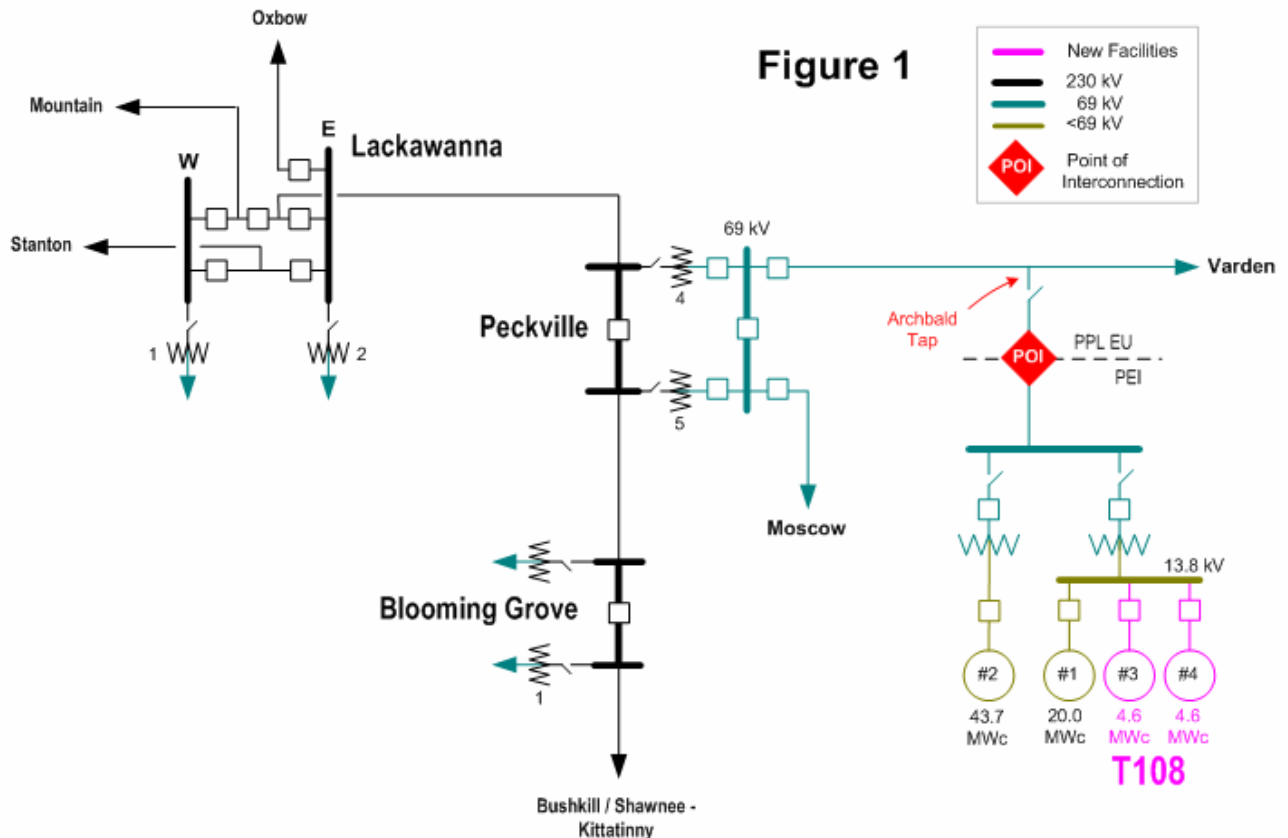 Oxbow
Figure 1
New Facilities
230 kV
69 kV
<69 kV
POI
Point of
Interconnection
Mountain
E
Lackawanna
W
Stanton
69 kV
Varden
4
Archbald
Tap
Peckville
1
2
POI
PPL EU
PEI
5
Moscow
13.8 kV
Blooming Grove
1
#2
#1
#3
#4
43.7
MWc
20.0
MWc
4.6
MWc
4.6
MWc
T108
Bushkill / Shawnee -
Kittatinny